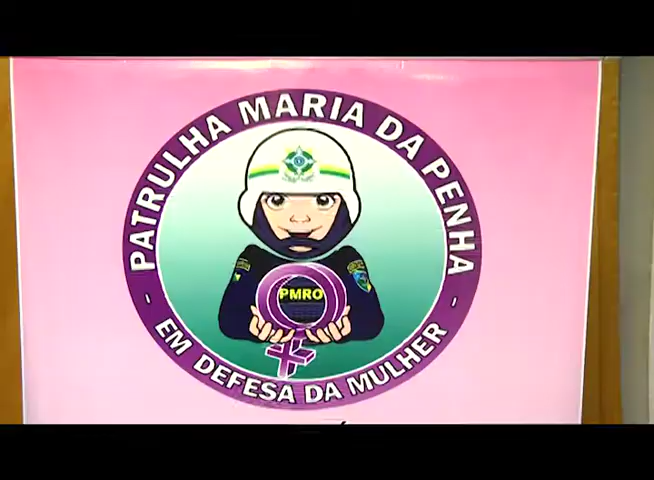 PATRULHA MARIA DA PENHA
PMRO
- EM DEFESA DA MULHER -